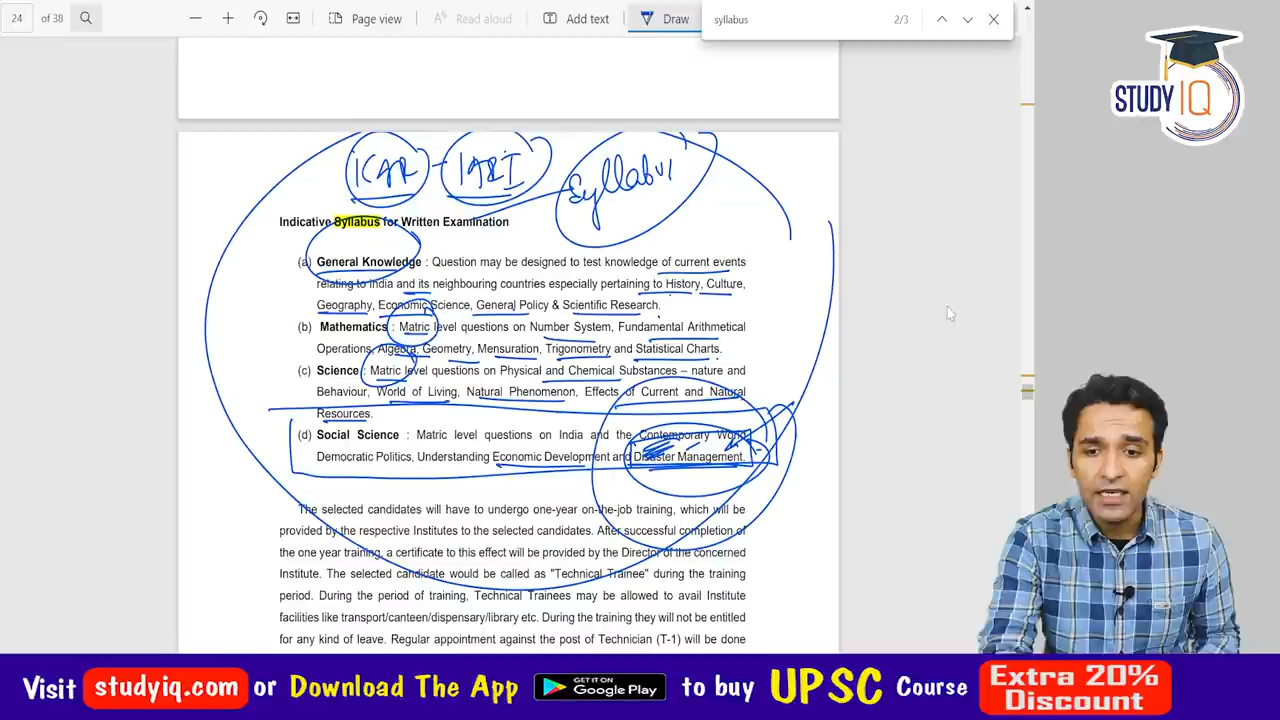 24 of 38
Page view
Read aloud
Add text
Draw
syllabus
2/3
STUDY IQ
ICAR - IARI
Syllabus
Indicative Syllabus for Written Examination
(a) General Knowledge : Question may be designed to test knowledge of current events
relating to India and its neighbouring countries especially pertaining to History, Culture,
Geography, Economic Science, General Policy & Scientific Research.
(b) Mathematics : Matric level questions on Number System, Fundamental Arithmetical
Operations, Algebra, Geometry, Mensuration, Trigonometry and Statistical Charts.
(c) Science : Matric level questions on Physical and Chemical Substances – nature and
Behaviour, World of Living, Natural Phenomenon, Effects of Current and Natural
Resources.
(d) Social Science : Matric level questions on India and the Contemporary World
Democratic Politics, Understanding Economic Development and Disaster Management.
The selected candidates will have to undergo one-year on-the-job training, which will be
provided by the respective Institutes to the selected candidates. After successful completion of
the one year training, a certificate to this effect will be provided by the Director of the concerned
Institute. The selected candidate would be called as "Technical Trainee" during the training
period. During the period of training, Technical Trainees may be allowed to avail Institute
facilities like transport/canteen/dispensary/library etc. During the training they will not be entitled
for any kind of leave. Regular appointment against the post of Technician (T-1) will be done
Visit studyiq.com or Download The App GET IT ON Google Play to buy UPSC Course Extra 20% Discount